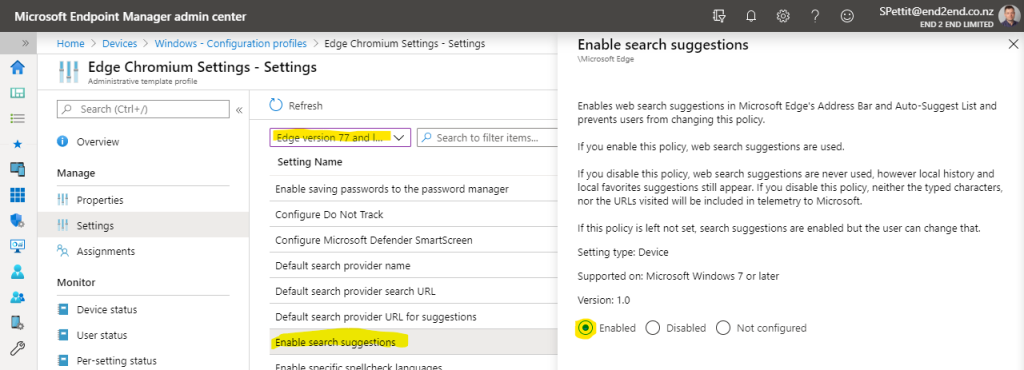 Microsoft Endpoint Manager admin center
SPettit@end2end.co.nz
END 2 END LIMITED
Home > Devices > Windows - Configuration profiles > Edge Chromium Settings - Settings
Edge Chromium Settings - Settings
Administrative template profile
Search (Ctrl+/)
Overview
Manage
Properties
Settings
Assignments
Monitor
Device status
User status
Per-setting status
Refresh
Edge version 77 and l...
Search to filter items...
Setting Name
Enable saving passwords to the password manager
Configure Do Not Track
Configure Microsoft Defender SmartScreen
Default search provider name
Default search provider search URL
Default search provider URL for suggestions
Enable search suggestions
Enable specific spellcheck languages
Enable search suggestions
\Microsoft Edge
Enables web search suggestions in Microsoft Edge's Address Bar and Auto-Suggest List and
prevents users from changing this policy.
If you enable this policy, web search suggestions are used.
If you disable this policy, web search suggestions are never used, however local history and
local favorites suggestions still appear. If you disable this policy, neither the typed characters,
nor the URLs visited will be included in telemetry to Microsoft.
If this policy is left not set, search suggestions are enabled but the user can change that.
Setting type: Device
Supported on: Microsoft Windows 7 or later
Version: 1.0
Enabled Disabled Not configured